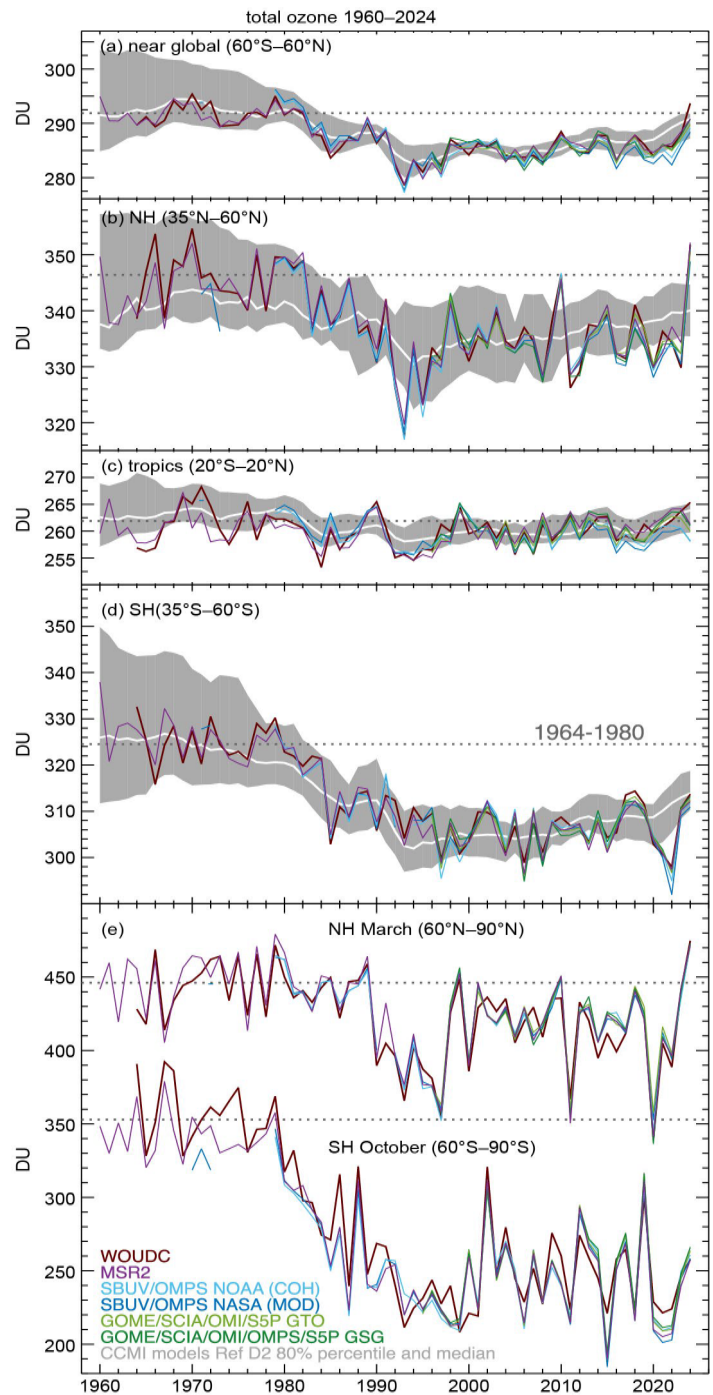 total ozone 1960–2024
(a) near global (60°S–60°N)
300
290
280
DU
(b) NH (35°N–60°N)
350
340
330
320
DU
(c) tropics (20°S–20°N)
270
265
260
255
DU
(d) SH(35°S–60°S)
350
340
330
320
310
300
DU
1964-1980
(e)
NH March (60°N–90°N)
450
400
350
300
250
200
DU
SH October (60°S–90°S)
WOUDC
MSR2
SBUV/OMPS NOAA (COH)
SBUV/OMPS NASA (MOD)
GOME/SCIA/OMI/S5P GTO
GOME/SCIA/OMI/OMPS/S5P GSG
CCMI models Ref D2 80% percentile and median
1960 1970 1980 1990 2000 2010 2020